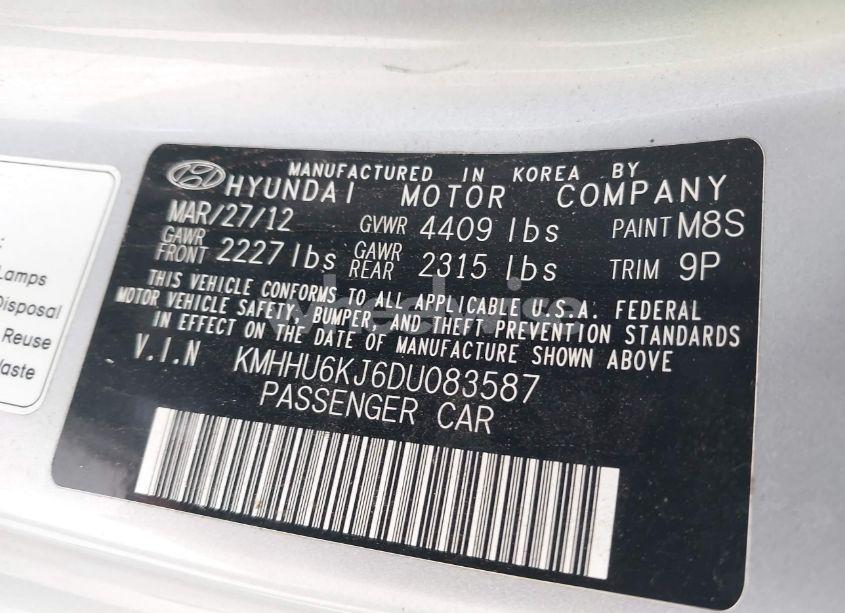 MANUFACTURED IN KOREA BY
HYUNDAI MOTOR COMPANY
MAR/27/12 GVWR 4409 lbs PAINT M8S
GAWR FRONT 2227 lbs GAWR REAR 2315 lbs TRIM 9P
THIS VEHICLE CONFORMS TO ALL APPLICABLE U.S.A. FEDERAL
MOTOR VEHICLE SAFETY, BUMPER, AND THEFT PREVENTION STANDARDS
IN EFFECT ON THE DATE OF MANUFACTURE SHOWN ABOVE
V.I.N KMHHU6KJ6DU083587
PASSENGER CAR
Lamps
Disposal
Reuse